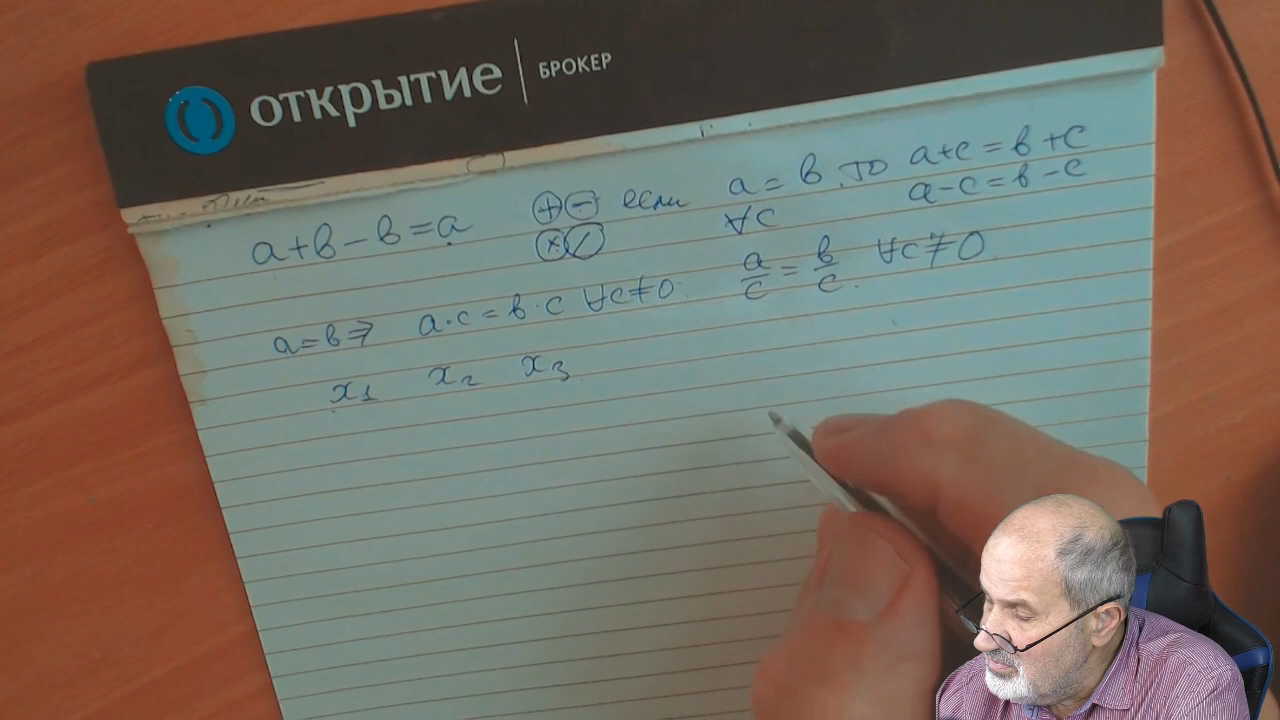 открытие | БРОКЕР
a+b−b=a ⊕⊖ если a=b, то a+c=b+c
⊗⊘ ∀c a−c=b−c
a=b⇒ a·c=b·c ∀c≠0. a/c=b/c. ∀c≠0
x₁ x₂ x₃